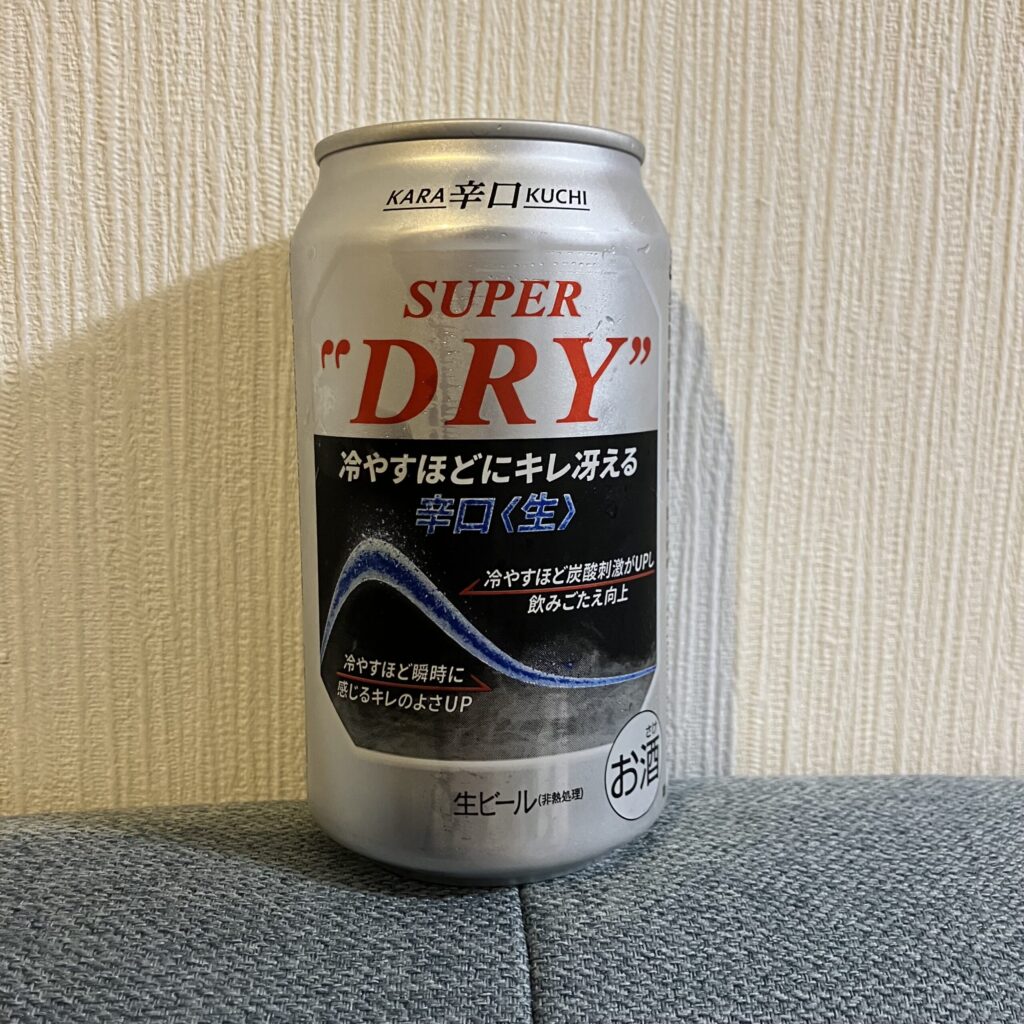 KARA 辛口 KUCHI
SUPER
“DRY”
冷やすほどにキレ冴える
辛口〈生〉
冷やすほど炭酸刺激がUPし
飲みごたえ向上
冷やすほど瞬時に
感じるキレのよさUP
さけ
お酒
生ビール(非熱処理)